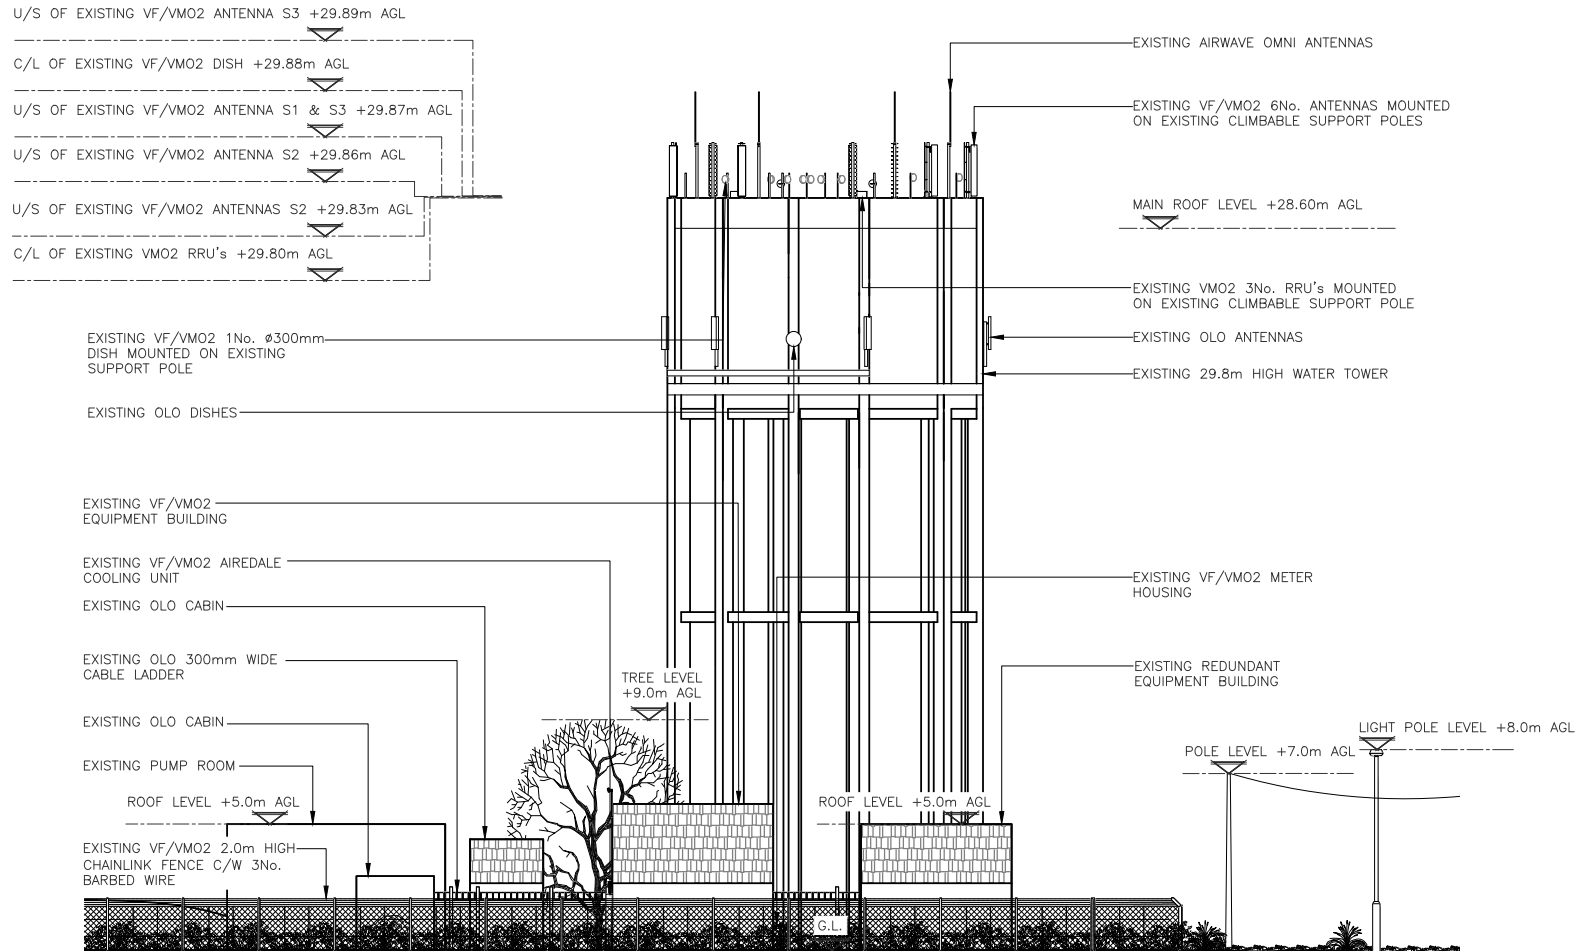 U/S OF EXISTING VF/VMO2 ANTENNA S3 +29.89m AGL
C/L OF EXISTING VF/VMO2 DISH +29.88m AGL
U/S OF EXISTING VF/VMO2 ANTENNA S1 & S3 +29.87m AGL
U/S OF EXISTING VF/VMO2 ANTENNA S2 +29.86m AGL
U/S OF EXISTING VF/VMO2 ANTENNAS S2 +29.83m AGL
C/L OF EXISTING VMO2 RRU's +29.80m AGL
EXISTING AIRWAVE OMNI ANTENNAS
EXISTING VF/VMO2 6No. ANTENNAS MOUNTED
ON EXISTING CLIMBABLE SUPPORT POLES
MAIN ROOF LEVEL +28.60m AGL
EXISTING VMO2 3No. RRU's MOUNTED
ON EXISTING CLIMBABLE SUPPORT POLE
EXISTING OLO ANTENNAS
EXISTING 29.8m HIGH WATER TOWER
EXISTING VF/VMO2 1No. Ø300mm
DISH MOUNTED ON EXISTING
SUPPORT POLE
EXISTING OLO DISHES
EXISTING VF/VMO2
EQUIPMENT BUILDING
EXISTING VF/VMO2 AIREDALE
COOLING UNIT
EXISTING OLO CABIN
EXISTING OLO 300mm WIDE
CABLE LADDER
EXISTING OLO CABIN
EXISTING PUMP ROOM
ROOF LEVEL +5.0m AGL
EXISTING VF/VMO2 2.0m HIGH
CHAINLINK FENCE C/W 3No.
BARBED WIRE
TREE LEVEL
+9.0m AGL
EXISTING VF/VMO2 METER
HOUSING
EXISTING REDUNDANT
EQUIPMENT BUILDING
ROOF LEVEL +5.0m AGL
LIGHT POLE LEVEL +8.0m AGL
POLE LEVEL +7.0m AGL
G.L.